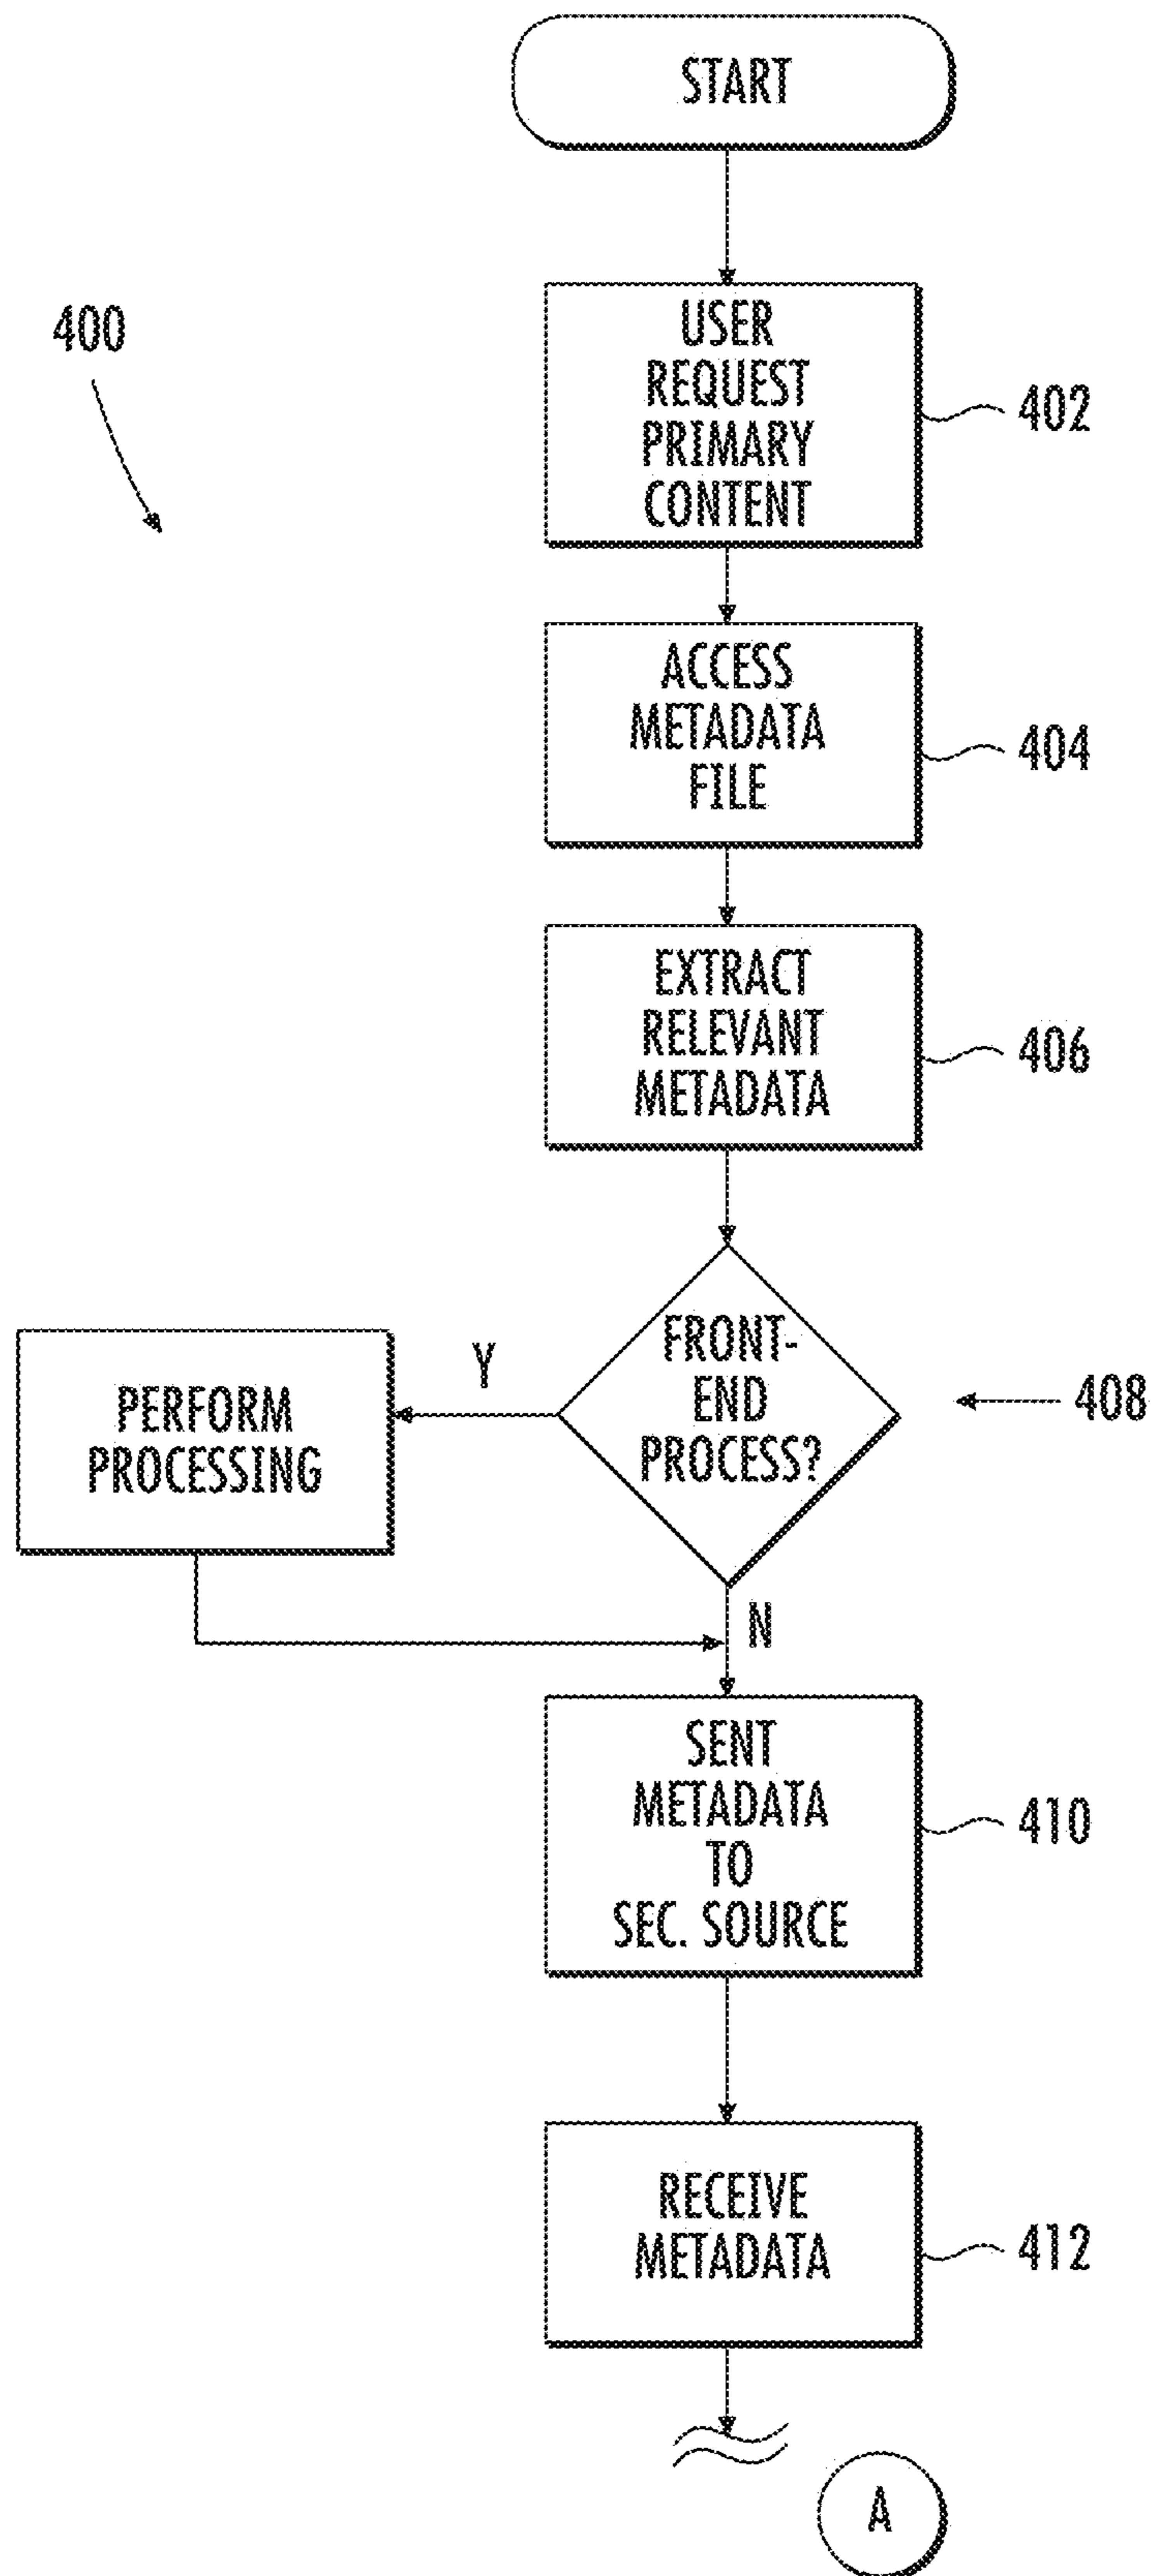 START
400
USER
REQUEST
PRIMARY
CONTENT
402
ACCESS
METADATA
FILE
404
EXTRACT
RELEVANT
METADATA
406
FRONT-
END
PROCESS?
408
Y
PERFORM
PROCESSING
N
SENT
METADATA
TO
SEC. SOURCE
410
RECEIVE
METADATA
412
A